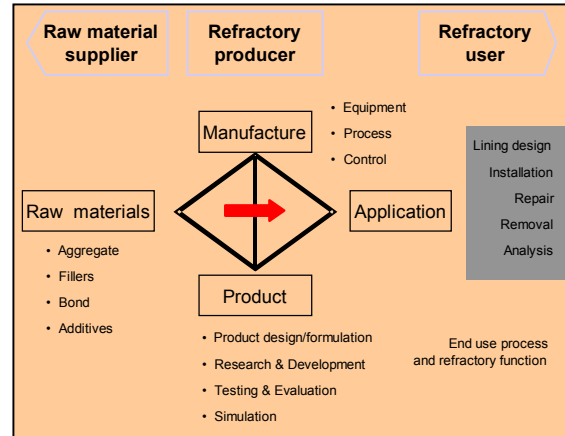 Raw material
supplier
Refractory
producer
Refractory
user
Manufacture
• Equipment
• Process
• Control
Raw materials
• Aggregate
• Fillers
• Bond
• Additives
Application
Lining design
Installation
Repair
Removal
Analysis
Product
• Product design/formulation
• Research & Development
• Testing & Evaluation
• Simulation
End use process
and refractory function